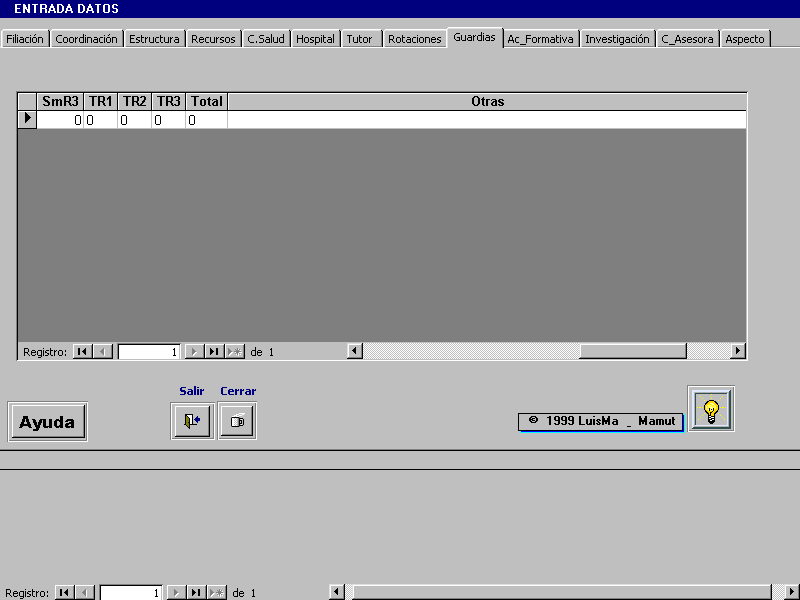 ENTRADA DATOS
Filiación Coordinación Estructura Recursos C.Salud Hospital Tutor Rotaciones Guardias Ac_Formativa Investigación C_Asesora Aspecto
SmR3 TR1 TR2 TR3 Total Otras
0 0 0 0 0
Registro: 1 de 1
Salir Cerrar
Ayuda
© 1999 LuisMa _ Mamut
Registro: 1 de 1